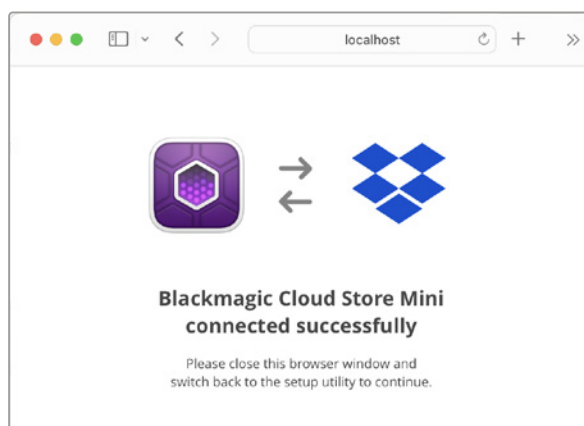 localhost
Blackmagic Cloud Store Mini
connected successfully
Please close this browser window and
switch back to the setup utility to continue.